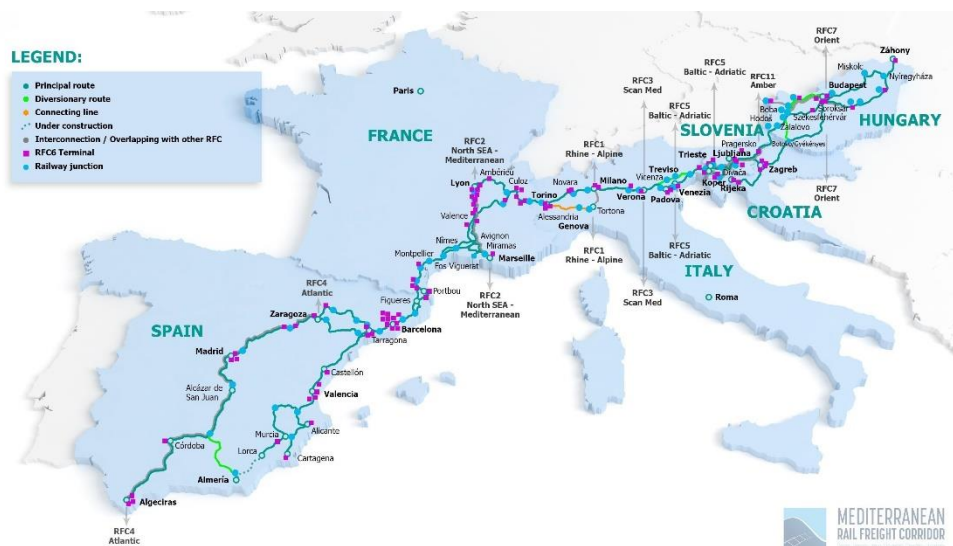 LEGEND:
Principal route
Diversionary route
Connecting line
Under construction
Interconnection / Overlapping with other RFC
RFC6 Terminal
Railway junction
Paris
FRANCE
RFC2
North SEA -
Mediterranean
Lyon
Ambérieu
Culoz
Valence
Avignon
Miramas
Nîmes
Montpellier
Fos Viguerat
Marseille
RFC2
North SEA -
Mediterranean
Portbou
Figueres
RFC4
Atlantic
Zaragoza
SPAIN
Barcelona
Tarragona
Madrid
Castellón
Alcázar de
San Juan
Valencia
Córdoba
Murcia
Alicante
Lorca
Cartagena
Almería
Algeciras
RFC4
Atlantic
RFC1
Rhine - Alpine
Torino
Novara
Milano
Alessandria
Tortona
Genova
RFC1
Rhine - Alpine
RFC3
Scan Med
Verona
Vicenza
Padova
Treviso
Venezia
RFC3
Scan Med
RFC5
Baltic - Adriatic
RFC5
Baltic - Adriatic
RFC5
Baltic - Adriatic
ITALY
Roma
RFC11
Amber
SLOVENIA
Trieste
Ljubljana
Pragersko
Divača
Koper
Rijeka
Zagreb
CROATIA
RFC7
Orient
RFC7
Orient
Záhony
Miskolc
Nyíregyháza
Budapest
Soroksár
Székesfehérvár
Boba
Hodoš
Zalalovo
Botovo/Gyékényes
HUNGARY
MEDITERRANEAN
RAIL FREIGHT CORRIDOR